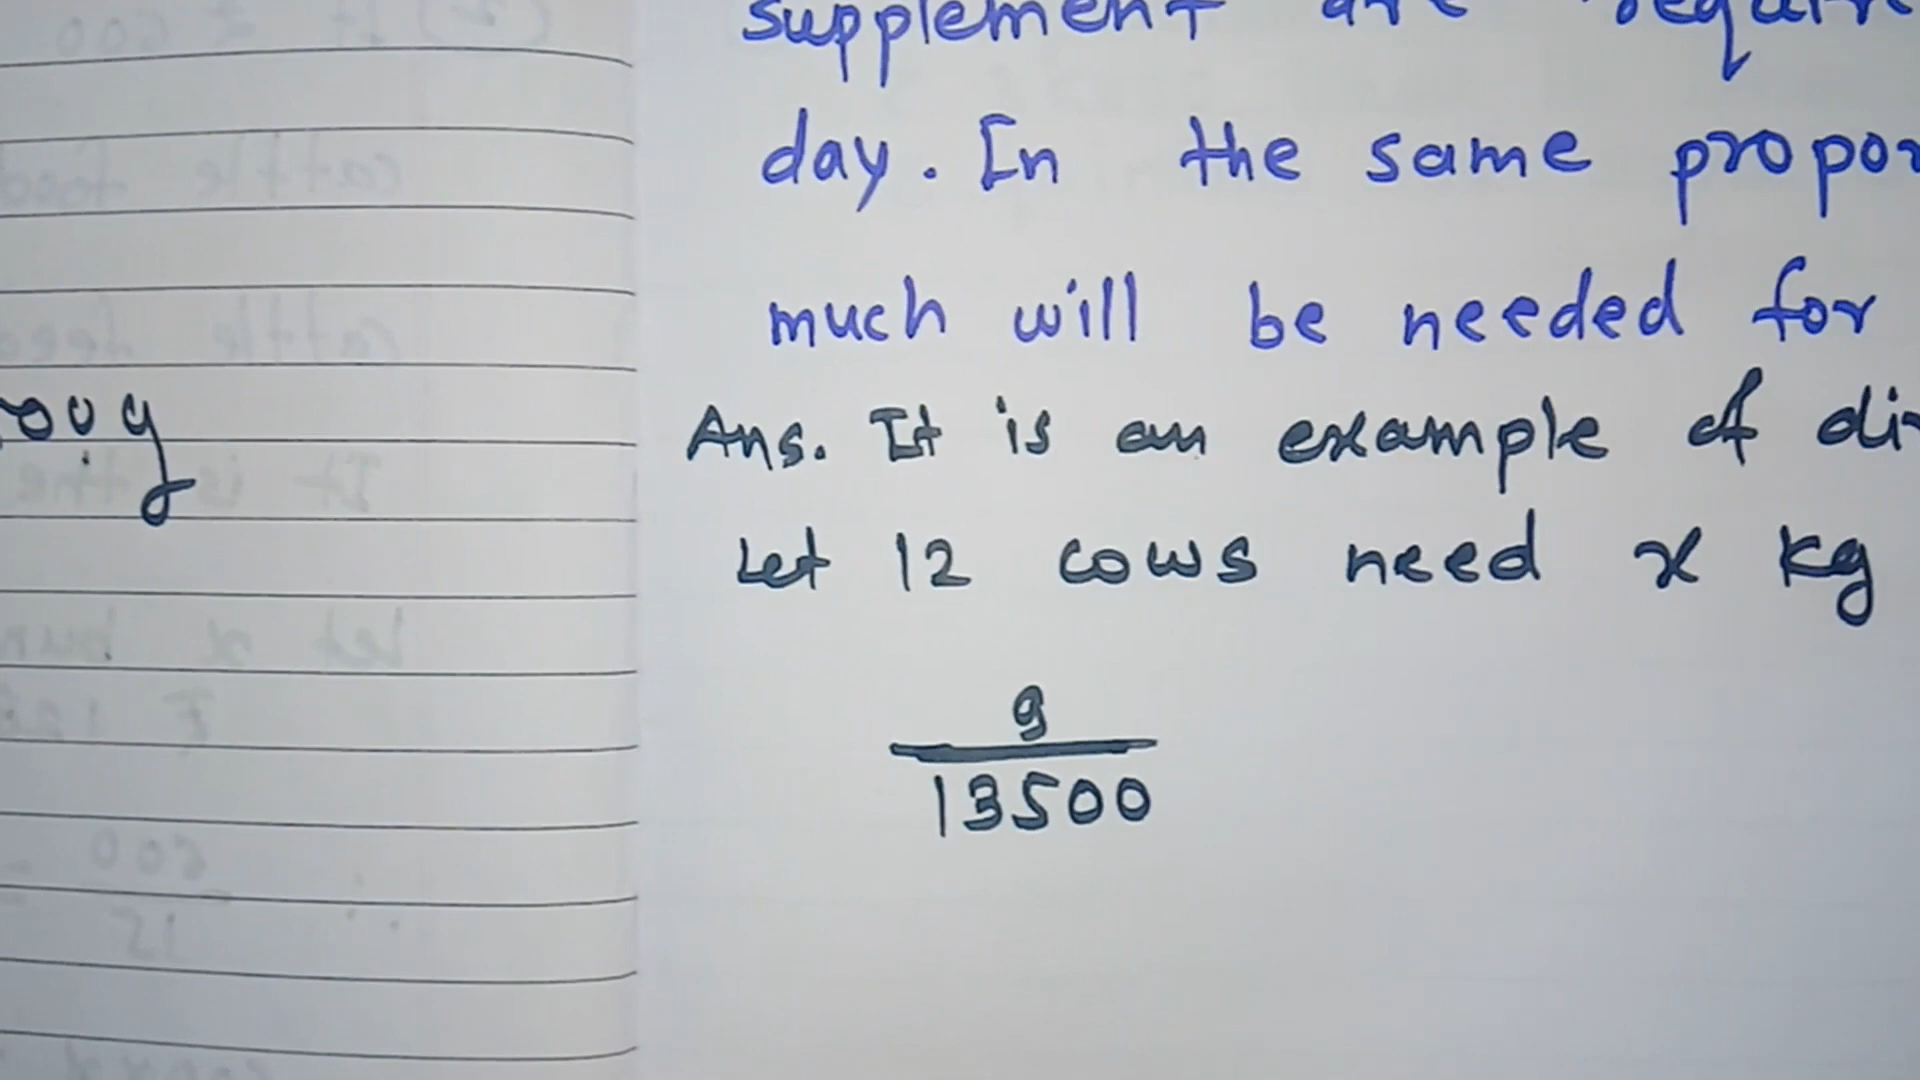 supplement are
day. In the same
much will be needed for
Ans. It is an example of
Let 12 cows need x kg
9
13500